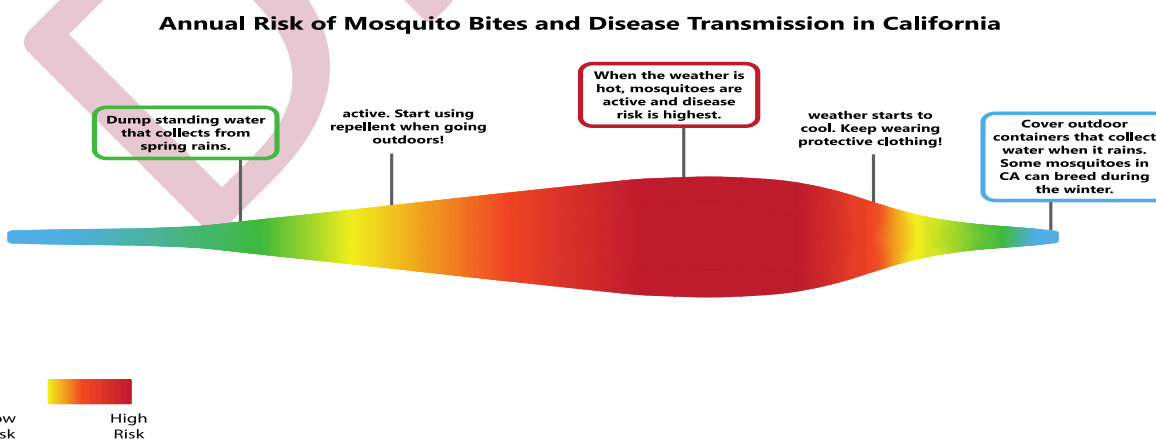 Annual Risk of Mosquito Bites and Disease Transmission in California
Dump standing water
that collects from
spring rains.
active. Start using
repellent when going
outdoors!
When the weather is
hot, mosquitoes are
active and disease
risk is highest.
weather starts to
cool. Keep wearing
protective clothing!
Cover outdoor
containers that collect
water when it rains.
Some mosquitoes in
CA can breed during
the winter.
High
Risk